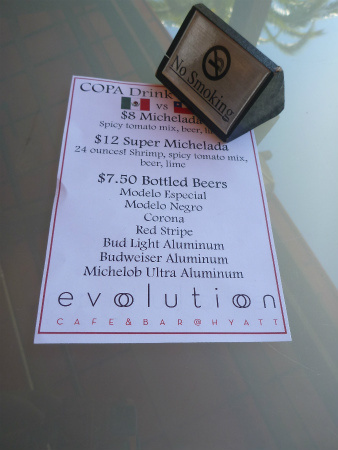 COPA Drink
vs
$8 Michelada
Spicy tomato mix, beer, lime
$12 Super Michelada
24 ounces! Shrimp, spicy tomato mix,
beer, lime
$7.50 Bottled Beers
Modelo Especial
Modelo Negro
Corona
Red Stripe
Bud Light Aluminum
Budweiser Aluminum
Michelob Ultra Aluminum
evolution
CAFE & BAR @ HYATT
No Smoking